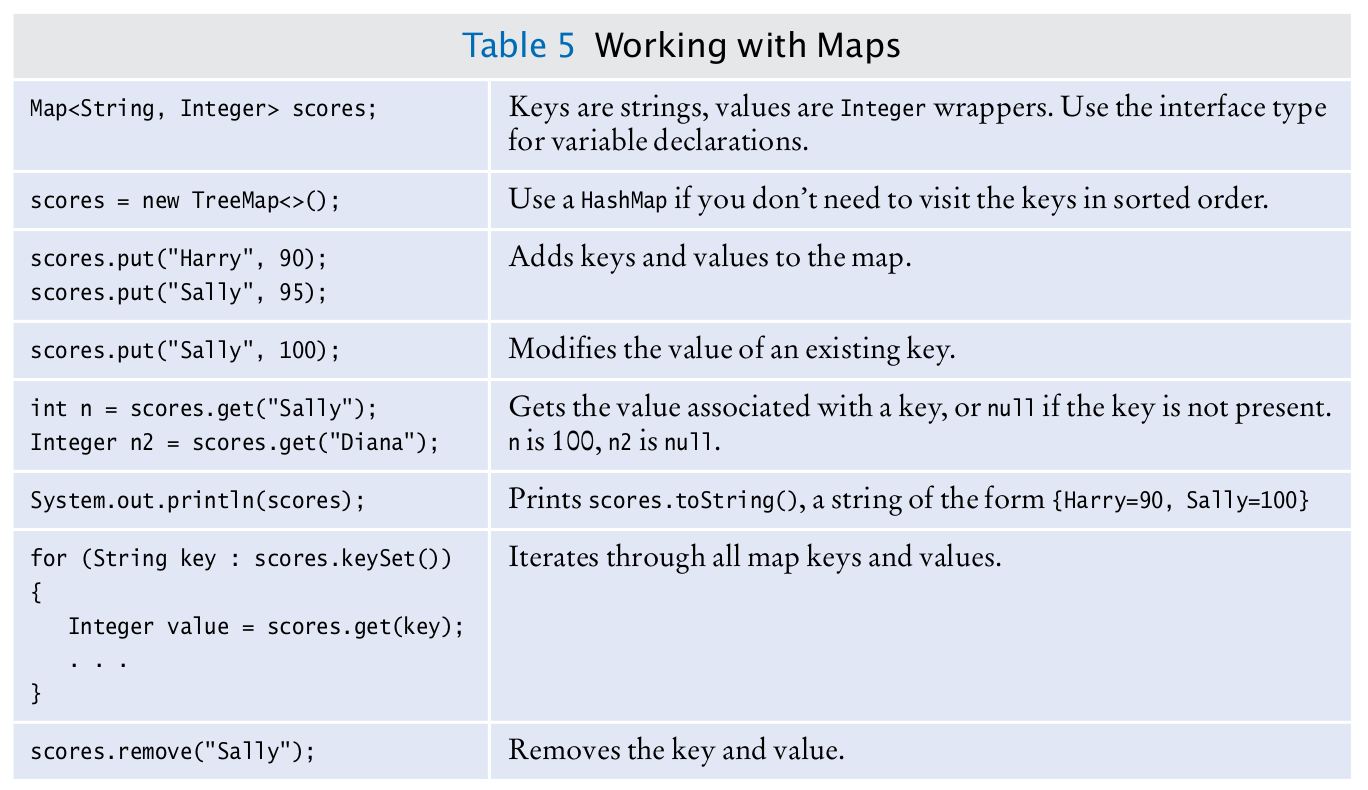 Table 5 Working with Maps
Map<String, Integer> scores;
Keys are strings, values are Integer wrappers. Use the interface type
for variable declarations.
scores = new TreeMap<>();
Use a HashMap if you don’t need to visit the keys in sorted order.
scores.put("Harry", 90);
scores.put("Sally", 95);
Adds keys and values to the map.
scores.put("Sally", 100);
Modifies the value of an existing key.
int n = scores.get("Sally");
Integer n2 = scores.get("Diana");
Gets the value associated with a key, or null if the key is not present.
n is 100, n2 is null.
System.out.println(scores);
Prints scores.toString(), a string of the form {Harry=90, Sally=100}
for (String key : scores.keySet())
{
   Integer value = scores.get(key);
   . . .
}
Iterates through all map keys and values.
scores.remove("Sally");
Removes the key and value.